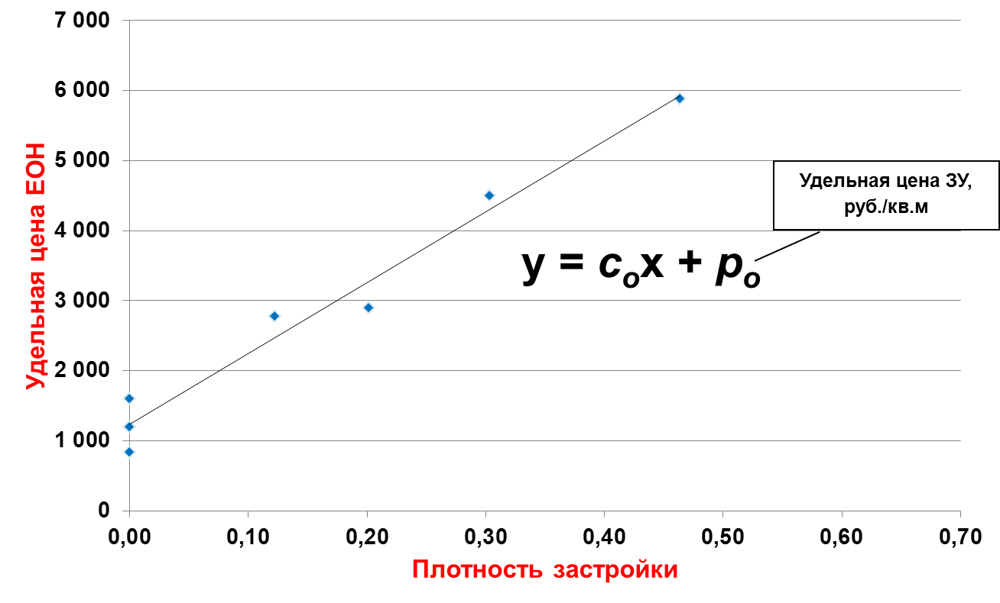 7 000
6 000
5 000
4 000
3 000
2 000
1 000
0
Удельная цена ЕОН
Удельная цена ЗУ,
руб./кв.м
y = cₒx + pₒ
0,00 0,10 0,20 0,30 0,40 0,50 0,60 0,70
Плотность застройки